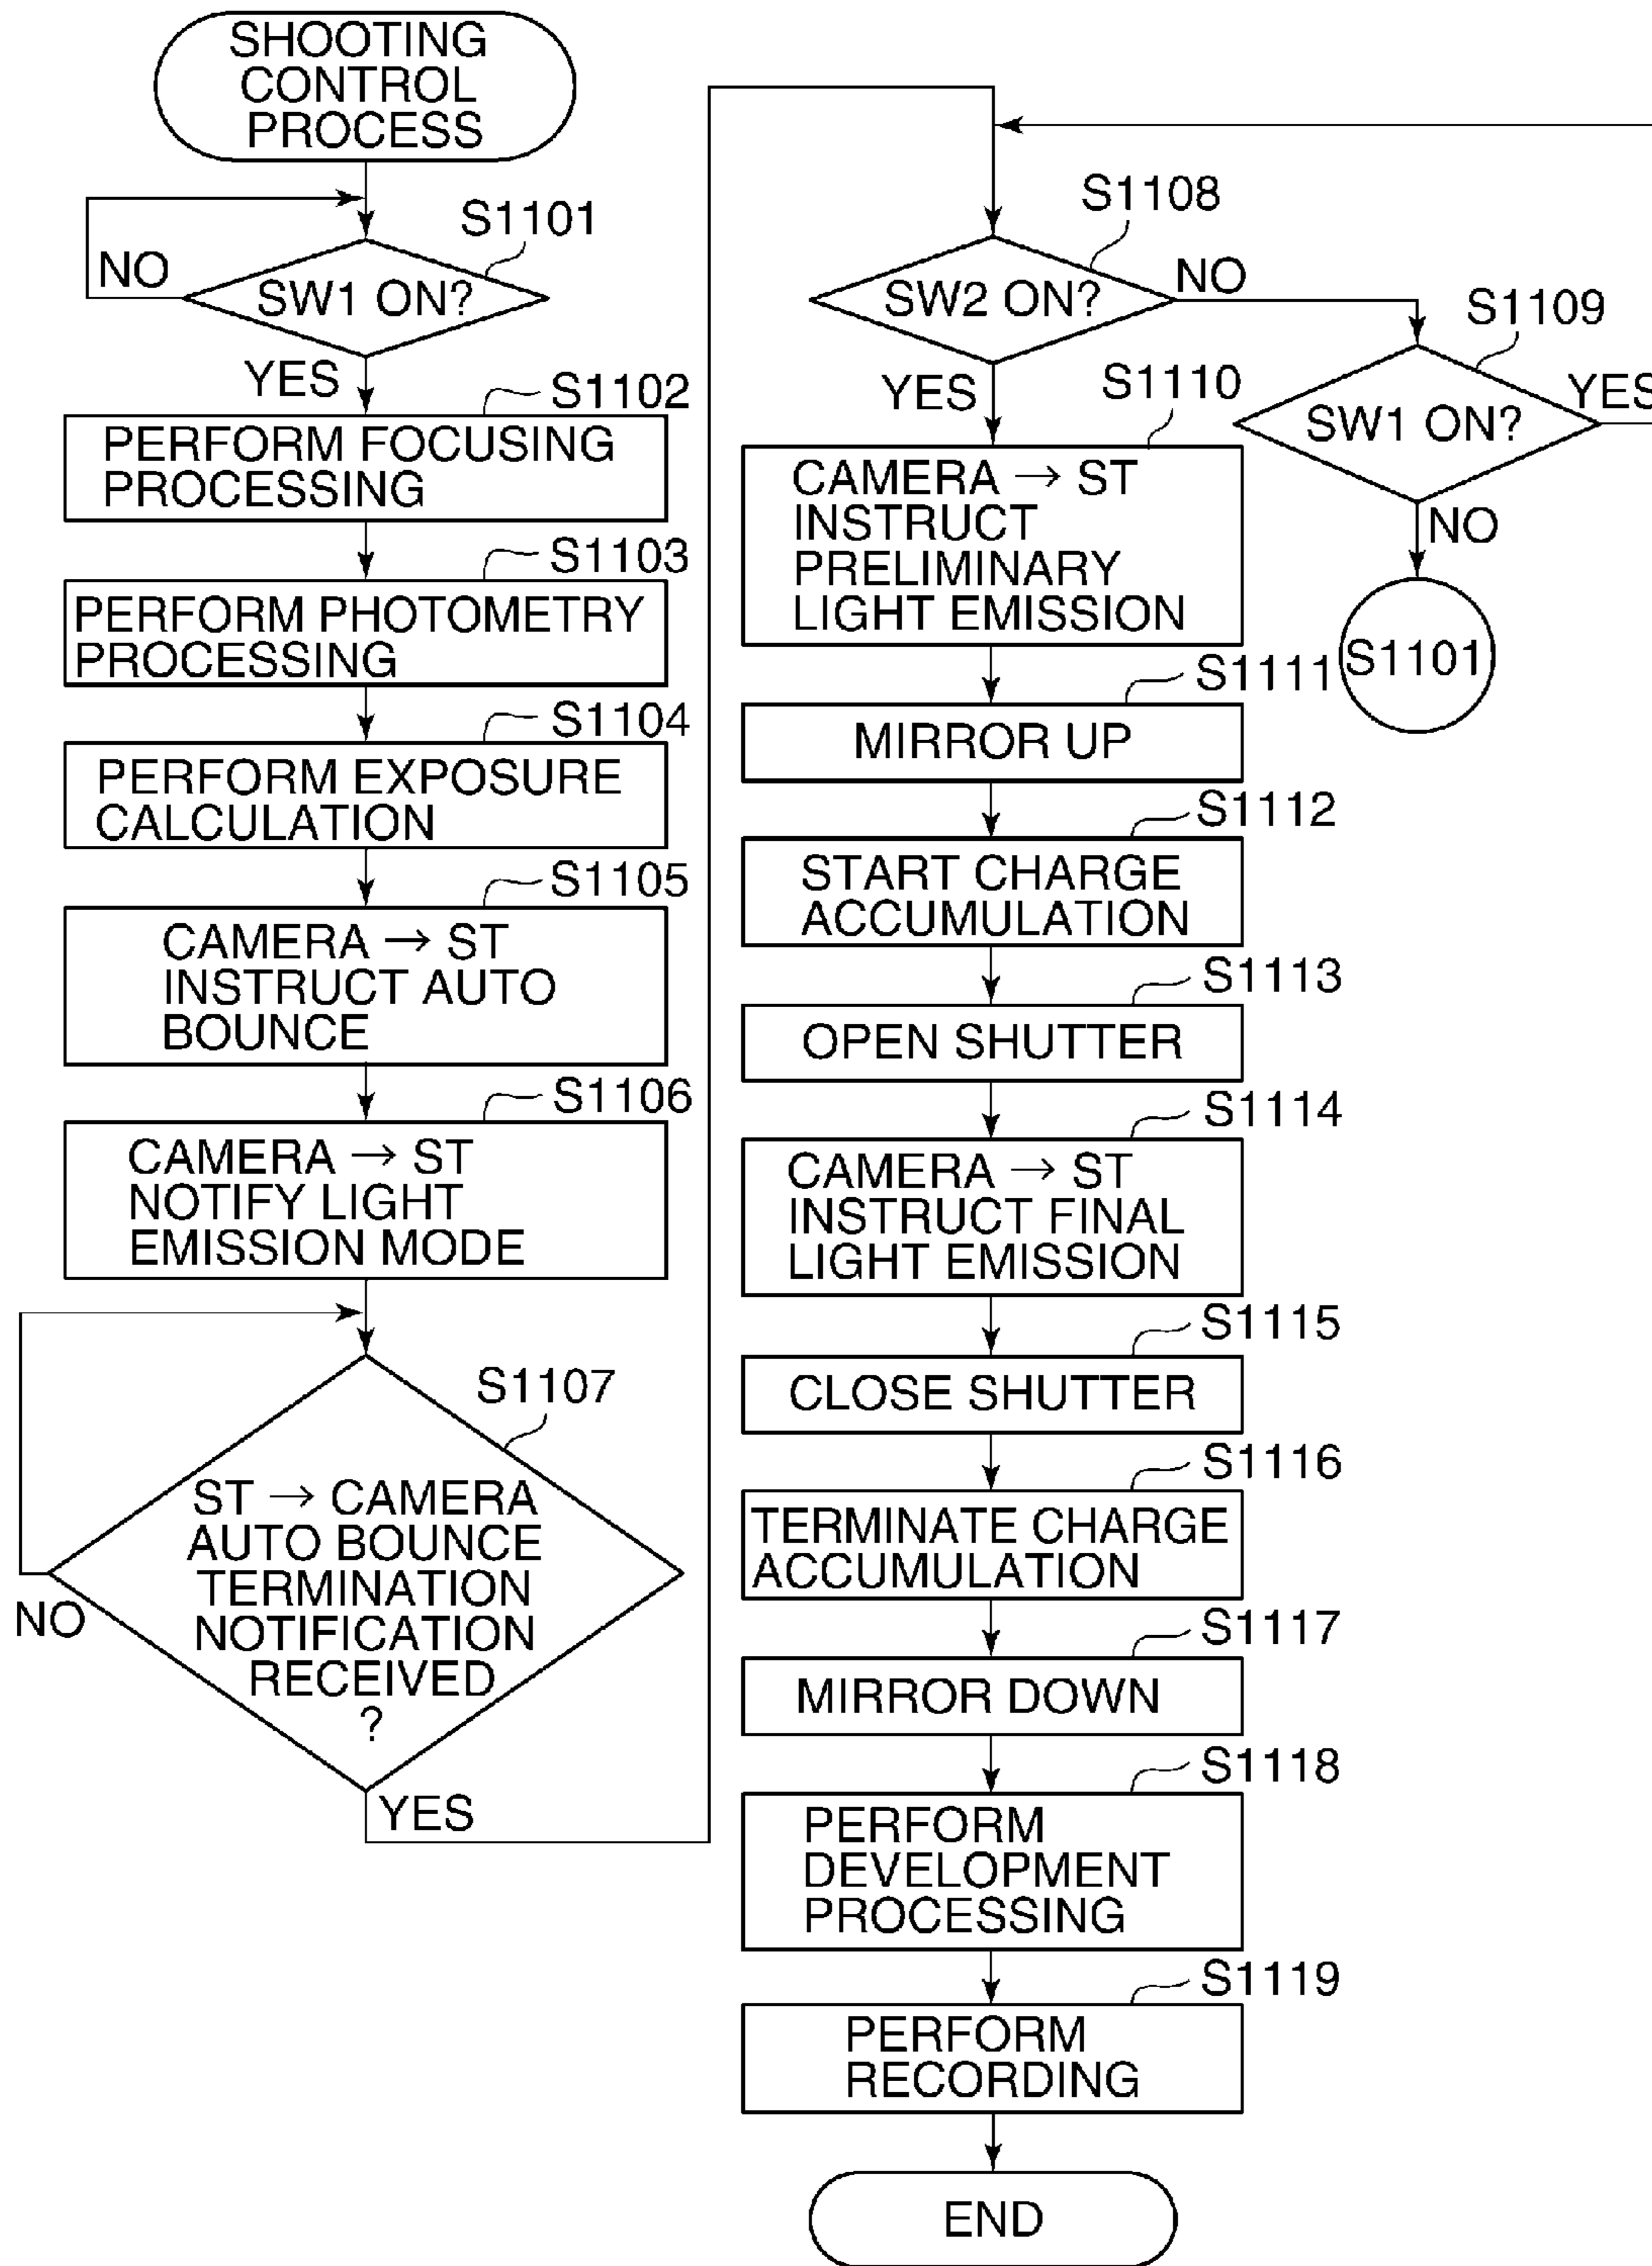 SHOOTING
CONTROL
PROCESS
S1101
NO
SW1 ON?
YES
S1102
PERFORM FOCUSING
PROCESSING
S1103
PERFORM PHOTOMETRY
PROCESSING
S1104
PERFORM EXPOSURE
CALCULATION
S1105
CAMERA → ST
INSTRUCT AUTO
BOUNCE
S1106
CAMERA → ST
NOTIFY LIGHT
EMISSION MODE
S1107
ST → CAMERA
AUTO BOUNCE
TERMINATION
NOTIFICATION
RECEIVED
?
NO
YES
S1108
SW2 ON?
NO
YES
S1109
SW1 ON?
YES
NO
S1101
S1110
CAMERA → ST
INSTRUCT
PRELIMINARY
LIGHT EMISSION
S1111
MIRROR UP
S1112
START CHARGE
ACCUMULATION
S1113
OPEN SHUTTER
S1114
CAMERA → ST
INSTRUCT FINAL
LIGHT EMISSION
S1115
CLOSE SHUTTER
S1116
TERMINATE CHARGE
ACCUMULATION
S1117
MIRROR DOWN
S1118
PERFORM
DEVELOPMENT
PROCESSING
S1119
PERFORM
RECORDING
END